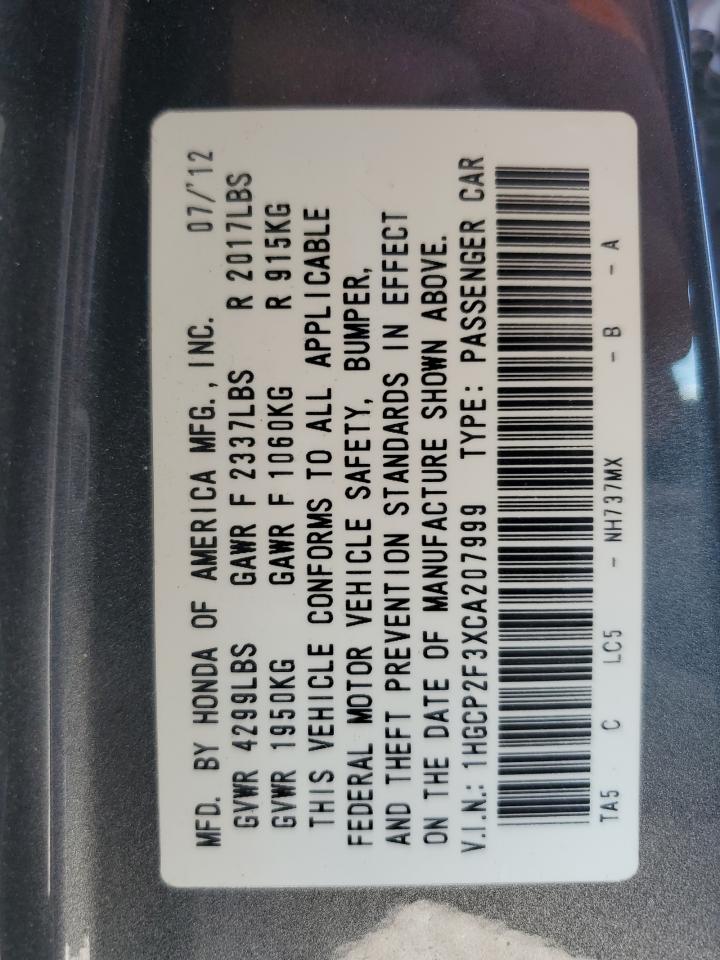 MFD. BY HONDA OF AMERICA MFG., INC. 07/'12
GVWR 4299LBS GAWR F 2337LBS R 2017LBS
GVWR 1950KG GAWR F 1060KG R 915KG
THIS VEHICLE CONFORMS TO ALL APPLICABLE
FEDERAL MOTOR VEHICLE SAFETY, BUMPER,
AND THEFT PREVENTION STANDARDS IN EFFECT
ON THE DATE OF MANUFACTURE SHOWN ABOVE.
V.I.N.: 1HGCP2F3XCA207999 TYPE: PASSENGER CAR
TA5 C LC5 - NH737MX - B - A